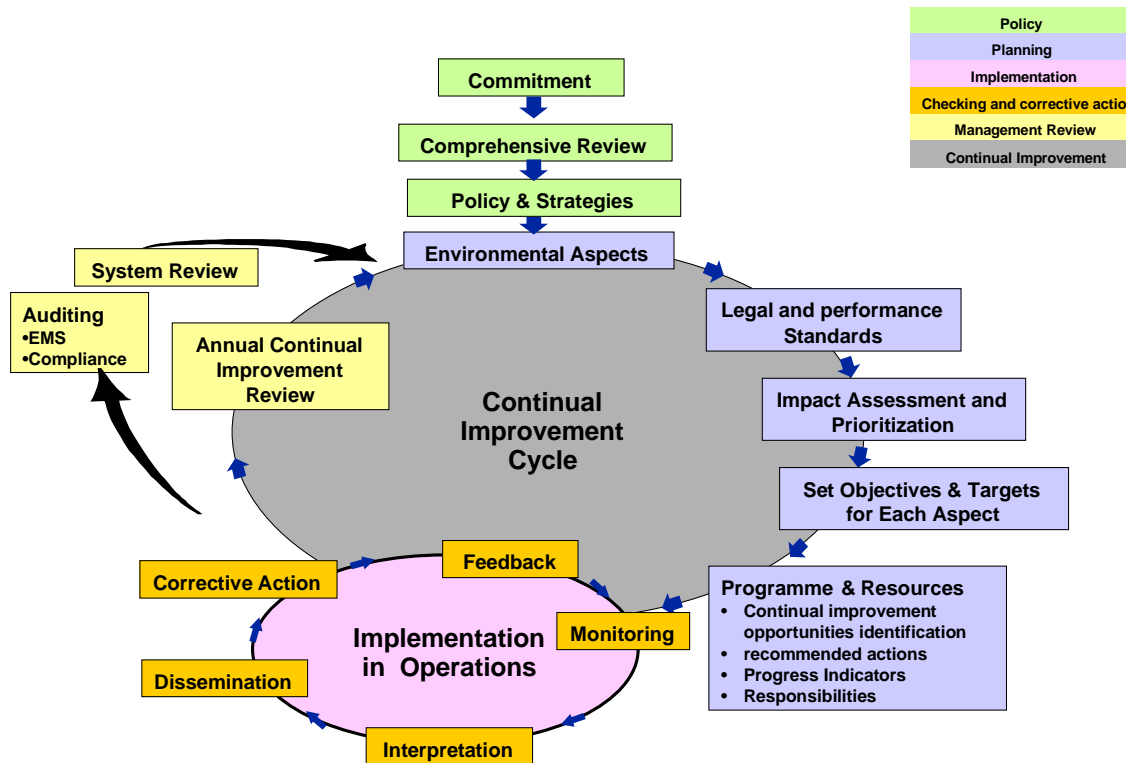 Policy
Planning
Implementation
Checking and corrective actio
Management Review
Continual Improvement
Commitment
Comprehensive Review
Policy & Strategies
Environmental Aspects
System Review
Auditing
•EMS
•Compliance
Annual Continual
Improvement
Review
Legal and performance
Standards
Impact Assessment and
Prioritization
Set Objectives & Targets
for Each Aspect
Programme & Resources
• Continual improvement
opportunities identification
• recommended actions
• Progress Indicators
• Responsibilities
Continual
Improvement
Cycle
Corrective Action
Feedback
Monitoring
Implementation
in Operations
Dissemination
Interpretation